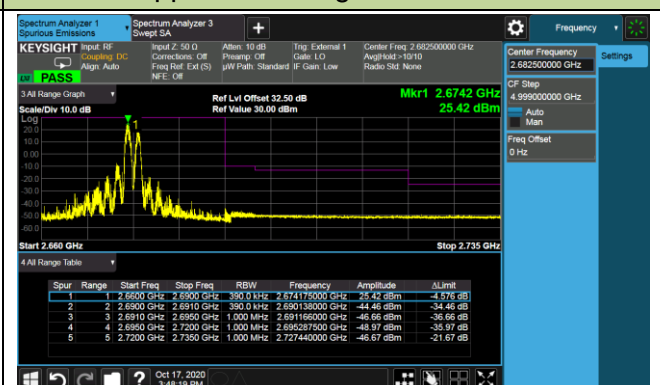 Spectrum Analyzer 1
Spurious Emissions
Spectrum Analyzer 3
Swept SA
+
Frequency
KEYSIGHT
Input: RF
Coupling: DC
Align: Auto
Input Z: 50 Ω
Corrections: Off
Freq Ref: Ext (S)
NFE: Off
Atten: 10 dB
Preamp: Off
µW Path: Standard
Trig: External 1
Gate: LO
IF Gain: Low
Center Freq: 2.682500000 GHz
Avg|Hold:>10/10
Radio Std: None
LW PASS
Center Frequency
2.682500000 GHz
Settings
CF Step
4.999000000 GHz
Auto
Man
Freq Offset
0 Hz
3 All Range Graph
Scale/Div 10.0 dB
Ref Lvl Offset 32.50 dB
Ref Value 30.00 dBm
Mkr1 2.6742 GHz
25.42 dBm
Log
20.0
10.0
0.00
-10.0
-20.0
-30.0
-40.0
-50.0
-60.0
1
Start 2.660 GHz
Stop 2.735 GHz
4 All Range Table
Spur Range Start Freq Stop Freq RBW Frequency Amplitude ΔLimit
1 1 2.6600 GHz 2.6900 GHz 390.0 kHz 2.674175000 GHz 25.42 dBm -4.576 dB
2 2 2.6900 GHz 2.6910 GHz 390.0 kHz 2.690138000 GHz -44.46 dBm -34.46 dB
3 3 2.6910 GHz 2.6950 GHz 1.000 MHz 2.691166000 GHz -46.66 dBm -36.66 dB
4 4 2.6950 GHz 2.7200 GHz 1.000 MHz 2.695287500 GHz -48.97 dBm -35.97 dB
5 5 2.7200 GHz 2.7350 GHz 1.000 MHz 2.727440000 GHz -46.67 dBm -21.67 dB
?
Oct 17, 2020
3:48:19 PM